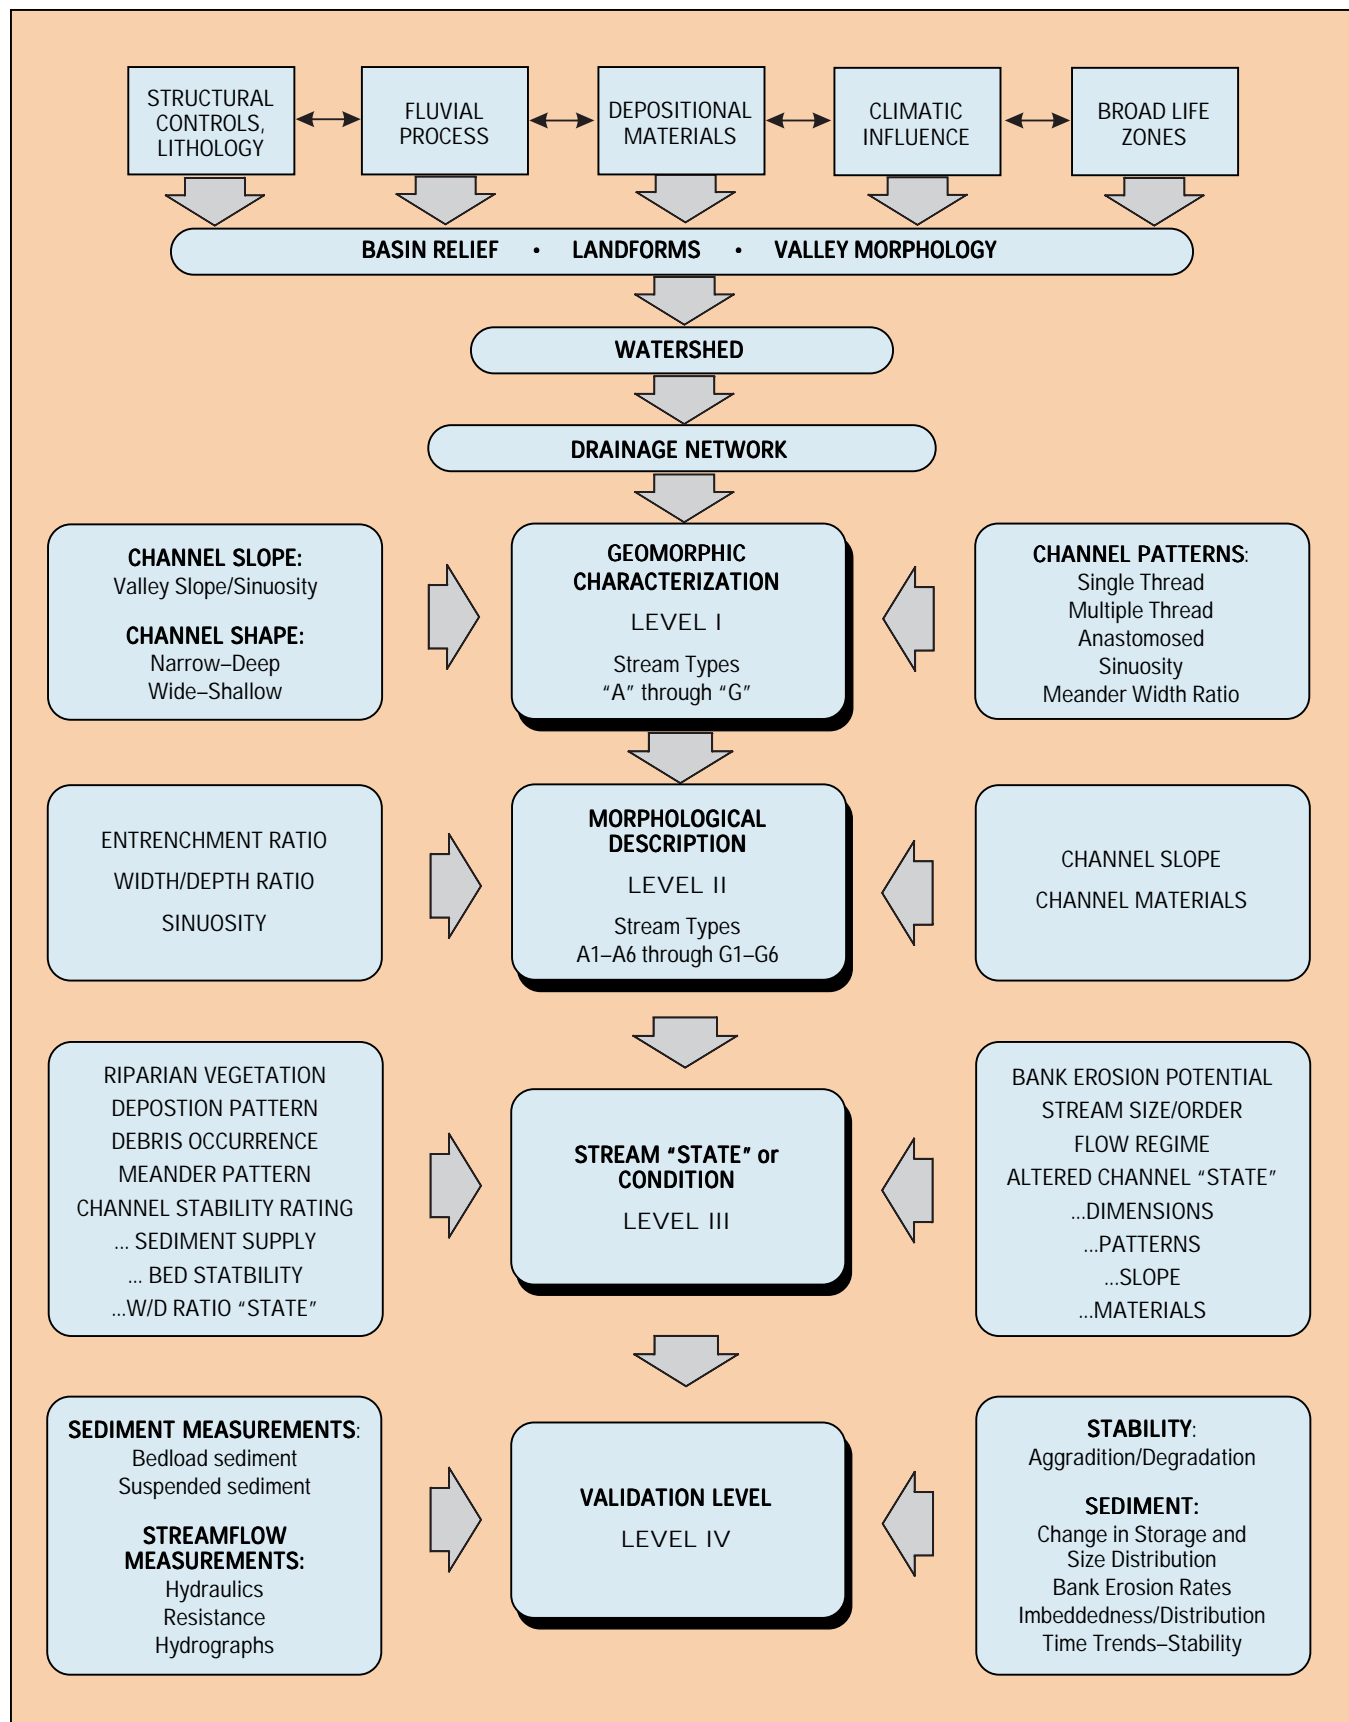 STRUCTURAL
CONTROLS,
LITHOLOGY
FLUVIAL
PROCESS
DEPOSITIONAL
MATERIALS
CLIMATIC
INFLUENCE
BROAD LIFE
ZONES
BASIN RELIEF · LANDFORMS · VALLEY MORPHOLOGY
WATERSHED
DRAINAGE NETWORK
CHANNEL SLOPE:
Valley Slope/Sinuosity
CHANNEL SHAPE:
Narrow–Deep
Wide–Shallow
GEOMORPHIC
CHARACTERIZATION
LEVEL I
Stream Types
“A” through “G”
CHANNEL PATTERNS:
Single Thread
Multiple Thread
Anastomosed
Sinuosity
Meander Width Ratio
ENTRENCHMENT RATIO
WIDTH/DEPTH RATIO
SINUOSITY
MORPHOLOGICAL
DESCRIPTION
LEVEL II
Stream Types
A1–A6 through G1–G6
CHANNEL SLOPE
CHANNEL MATERIALS
RIPARIAN VEGETATION
DEPOSTION PATTERN
DEBRIS OCCURRENCE
MEANDER PATTERN
CHANNEL STABILITY RATING
... SEDIMENT SUPPLY
... BED STATBILITY
...W/D RATIO “STATE”
STREAM “STATE” or
CONDITION
LEVEL III
BANK EROSION POTENTIAL
STREAM SIZE/ORDER
FLOW REGIME
ALTERED CHANNEL “STATE”
...DIMENSIONS
...PATTERNS
...SLOPE
...MATERIALS
SEDIMENT MEASUREMENTS:
Bedload sediment
Suspended sediment
STREAMFLOW
MEASUREMENTS:
Hydraulics
Resistance
Hydrographs
VALIDATION LEVEL
LEVEL IV
STABILITY:
Aggradition/Degradation
SEDIMENT:
Change in Storage and
Size Distribution
Bank Erosion Rates
Imbeddedness/Distribution
Time Trends–Stability